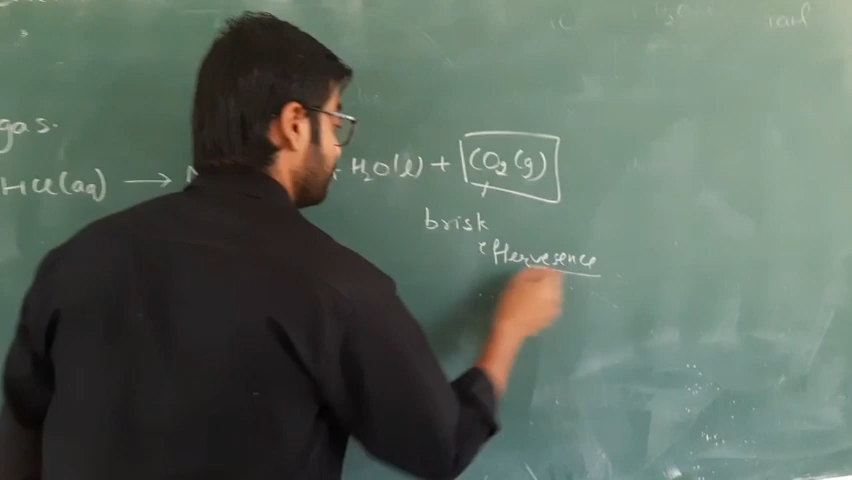 gas.
HCl(aq) → N H₂O(l) + CO₂(g)
brisk
effervesence